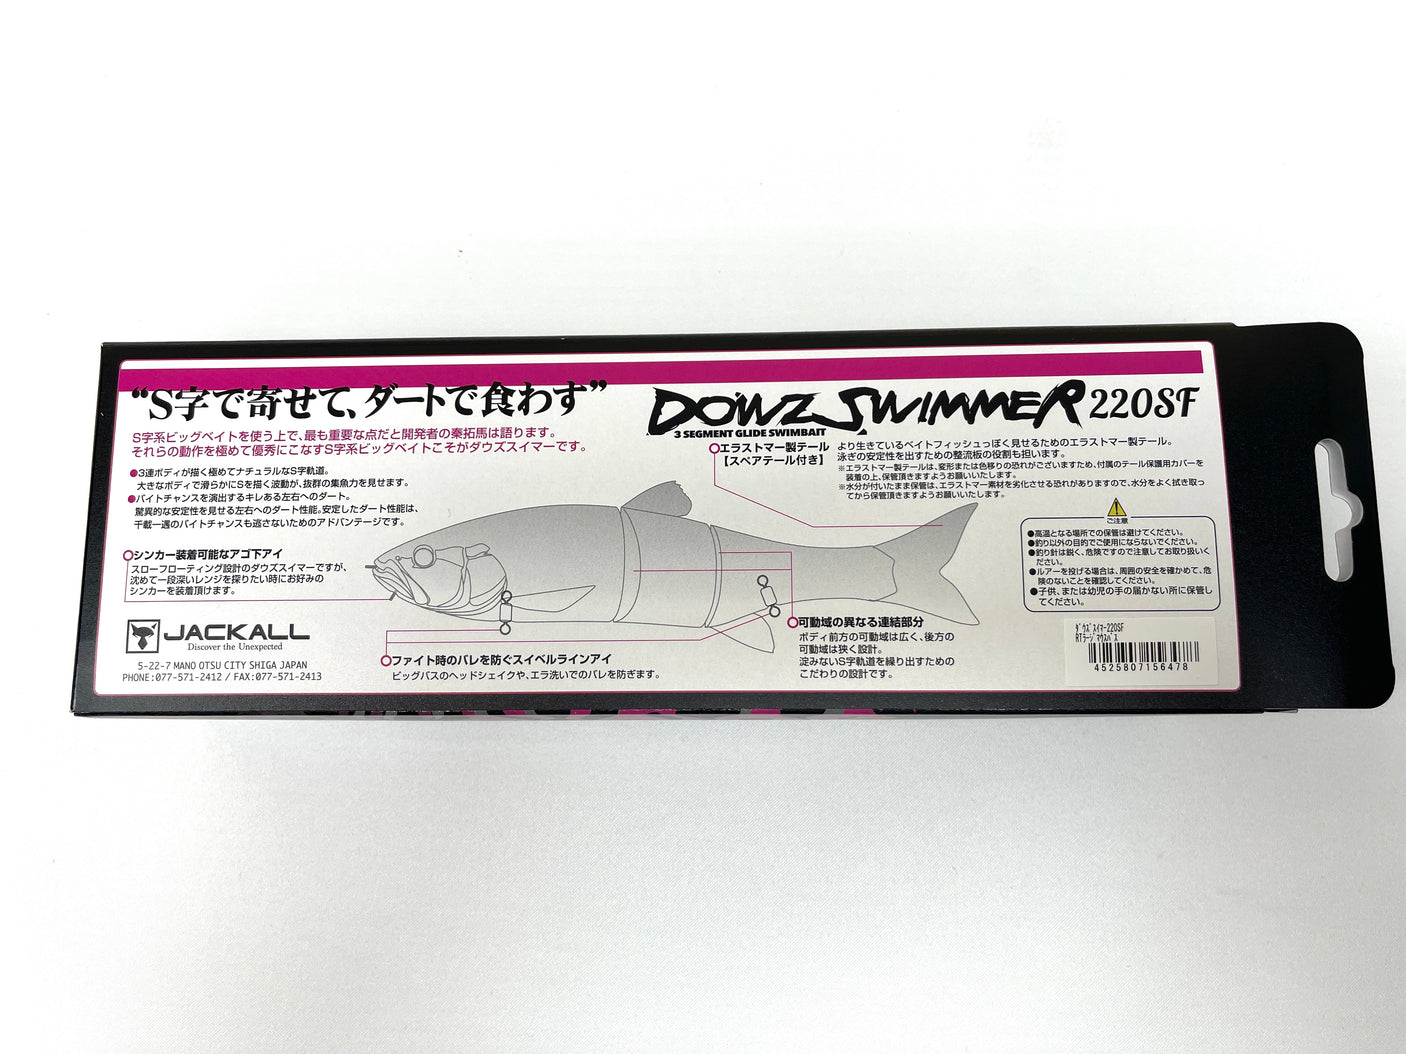 “S字で寄せて、ダートで食わす”
S字系ビッグベイトを使う上で、最も重要な点だと開発者の秦拓馬は語ります。
それらの動作を極めて優秀にこなすS字系ビッグベイトこそがダウズスイマーです。
●3連ボディが描く極めてナチュラルなS字軌道。
大きなボディで滑らかにSを描く波動が、抜群の集魚力を見せます。
●バイトチャンスを演出するキレある左右へのダート。
驚異的な安定性を見せる左右へのダート性能。安定したダート性能は、
千載一遇のバイトチャンスも逃さないためのアドバンテージです。
シンカー装着可能なアゴ下アイ
スローフローティング設計のダウズスイマーですが、
沈めて一段深いレンジを探りたい時にお好みの
シンカーを装着頂けます。
JACKALL
Discover the Unexpected
5-22-7 MANO OTSU CITY SHIGA JAPAN
PHONE:077-571-2412 / FAX:077-571-2413
ファイト時のバレを防ぐスイベルラインアイ
ビッグバスのヘッドシェイクや、エラ洗いでのバレを防ぎます。
DOWZ SWIMMER 220SF
3 SEGMENT GLIDE SWIMBAIT
エラストマー製テール
【スペアテール付き】
より生きているベイトフィッシュっぽく見せるためのエラストマー製テール。
泳ぎの安定性を出すための整流板の役割も担います。
※エラストマー製テールは、変形または色移りの恐れがございますため、付属のテール保護用カバーを
装着の上、保管頂きますようお願いいたします。
※水分が付いたまま保管は、エラストマー素材を劣化させる恐れがありますので、水分をよく拭き取っ
てから保管頂きますようお願いいたします。
可動域の異なる連結部分
ボディ前方の可動域は広く、後方の
可動域は狭く設計。
淀みないS字軌道を繰り出すための
こだわりの設計です。
ご注意
●高温となる場所での保管は避けてください。
●釣り以外の目的でご使用にならないでください。
●釣り針は鋭く、危険ですので注意してお取り扱いく
ださい。
●ルアーを投げる場合は、周囲の安全を確かめて、危
険のないことを確認してください。
●子供、または幼児の手の届かない所に保管し
てください。
ﾀﾞｳｽﾞｽｲﾏｰ220SF
RTﾗｰｼﾞﾏｳｽﾊﾞｽ
4525807156478